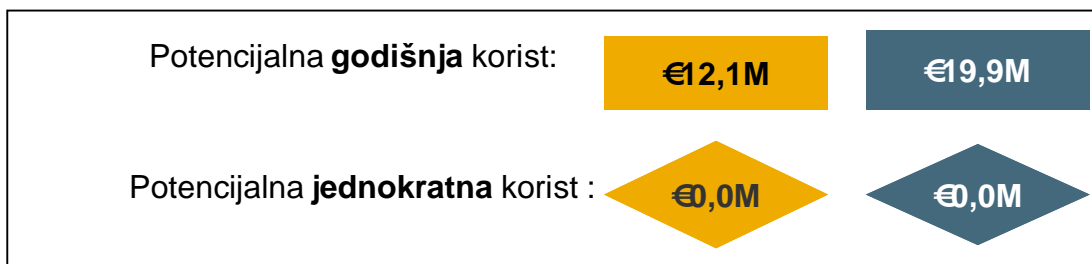 Potencijalna godišnja korist: €12,1M €19,9M
Potencijalna jednokratna korist : €0,0M €0,0M